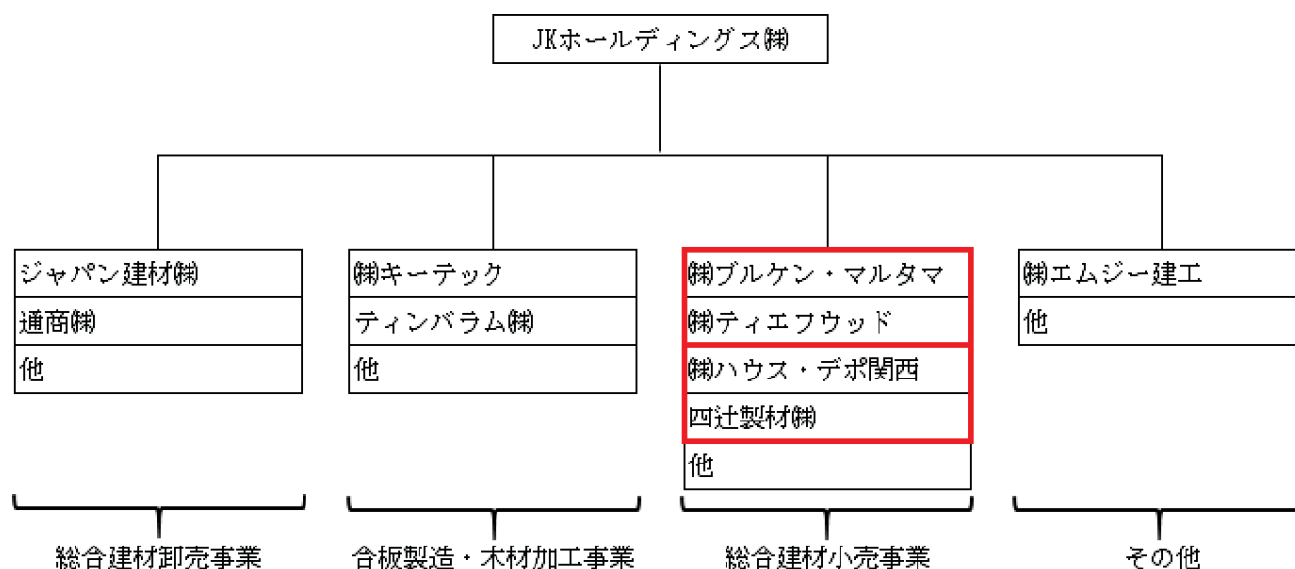 JKホールディングス㈱
ジャパン建材㈱
通商㈱
他
㈱キーテック
ティンバラム㈱
他
㈱ブルケン・マルタマ
㈱ティエフウッド
㈱ハウス・デポ関西
四辻製材㈱
他
㈱エムジー建工
他
総合建材卸売事業
合板製造・木材加工事業
総合建材小売事業
その他